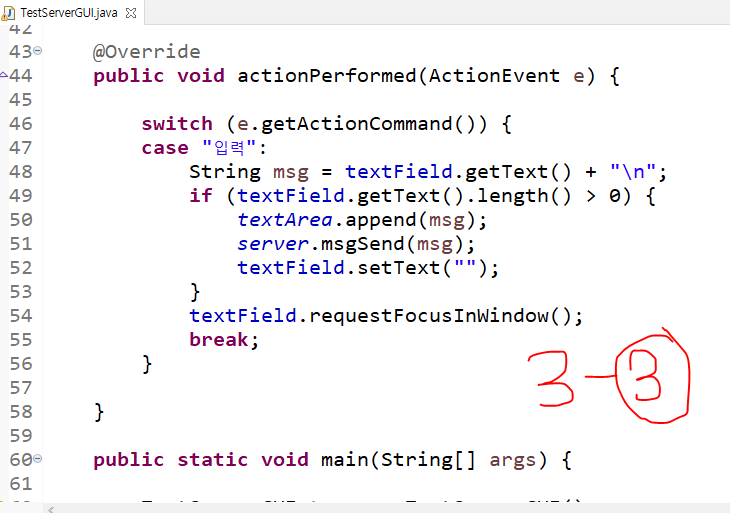 TestServerGUI.java
42
43 @Override
44 public void actionPerformed(ActionEvent e) {
45
46 switch (e.getActionCommand()) {
47 case "입력":
48 String msg = textField.getText() + "\n";
49 if (textField.getText().length() > 0) {
50 textArea.append(msg);
51 server.msgSend(msg);
52 textField.setText("");
53 }
54 textField.requestFocusInWindow();
55 break;
56 }
57
58 }
59
60 public static void main(String[] args) {
61
3-3